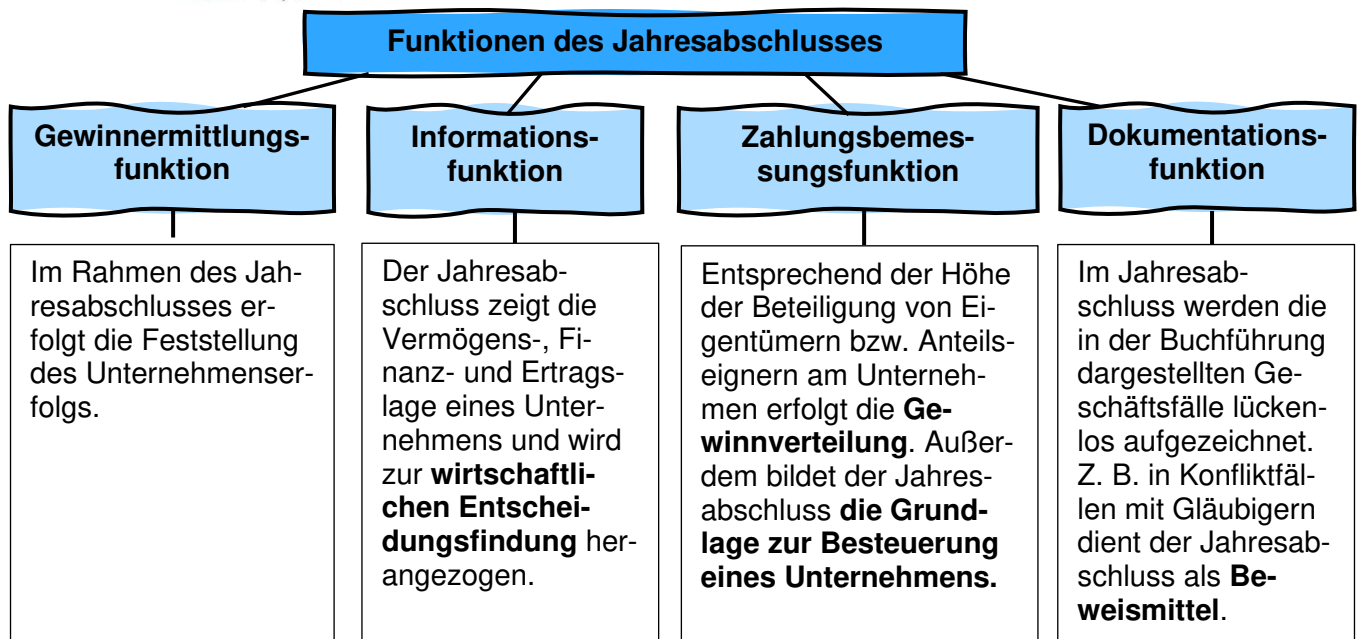 Funktionen des Jahresabschlusses
Gewinnermittlungs-
funktion
Im Rahmen des Jah-
resabschlusses er-
folgt die Feststellung
des Unternehmenser-
folgs.
Informations-
funktion
Der Jahresab-
schluss zeigt die
Vermögens-, Fi-
nanz- und Ertrags-
lage eines Unter-
nehmens und wird
zur wirtschaftli-
chen Entschei-
dungsfindung her-
angezogen.
Zahlungsbemes-
sungsfunktion
Entsprechend der Höhe
der Beteiligung von Ei-
gentümern bzw. Anteils-
eignern am Unterneh-
men erfolgt die Ge-
winnverteilung. Außer-
dem bildet der Jahres-
abschluss die Grund-
lage zur Besteuerung
eines Unternehmens.
Dokumentations-
funktion
Im Jahresab-
schluss werden die
in der Buchführung
dargestellten Ge-
schäftsfälle lücken-
los aufgezeichnet.
Z. B. in Konfliktfäl-
len mit Gläubigern
dient der Jahresab-
schluss als Be-
weismittel.